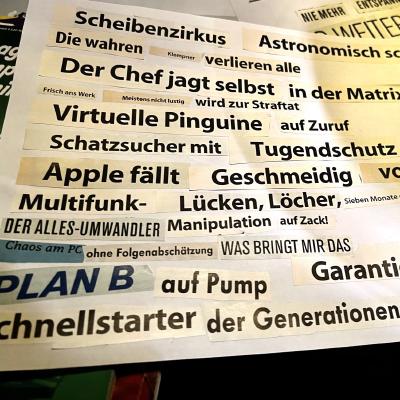 NIE MEHR
Scheibenzirkus Astronomisch
Die wahren Klempner verlieren alle
Der Chef jagt selbst in der Matrix
Frisch ans Werk Meistens nicht lustig wird zur Straftat
Virtuelle Pinguine auf Zuruf
Schatzsucher mit Tugendschutz
Apple fällt Geschmeidig
Multifunk- Lücken, Löcher, Sieben Monate
DER ALLES-UMWANDLER Manipulation auf Zack!
Chaos am PC ohne Folgenabschätzung WAS BRINGT MIR DAS
PLAN B auf Pump Garanti
chnellstarter der Generationen